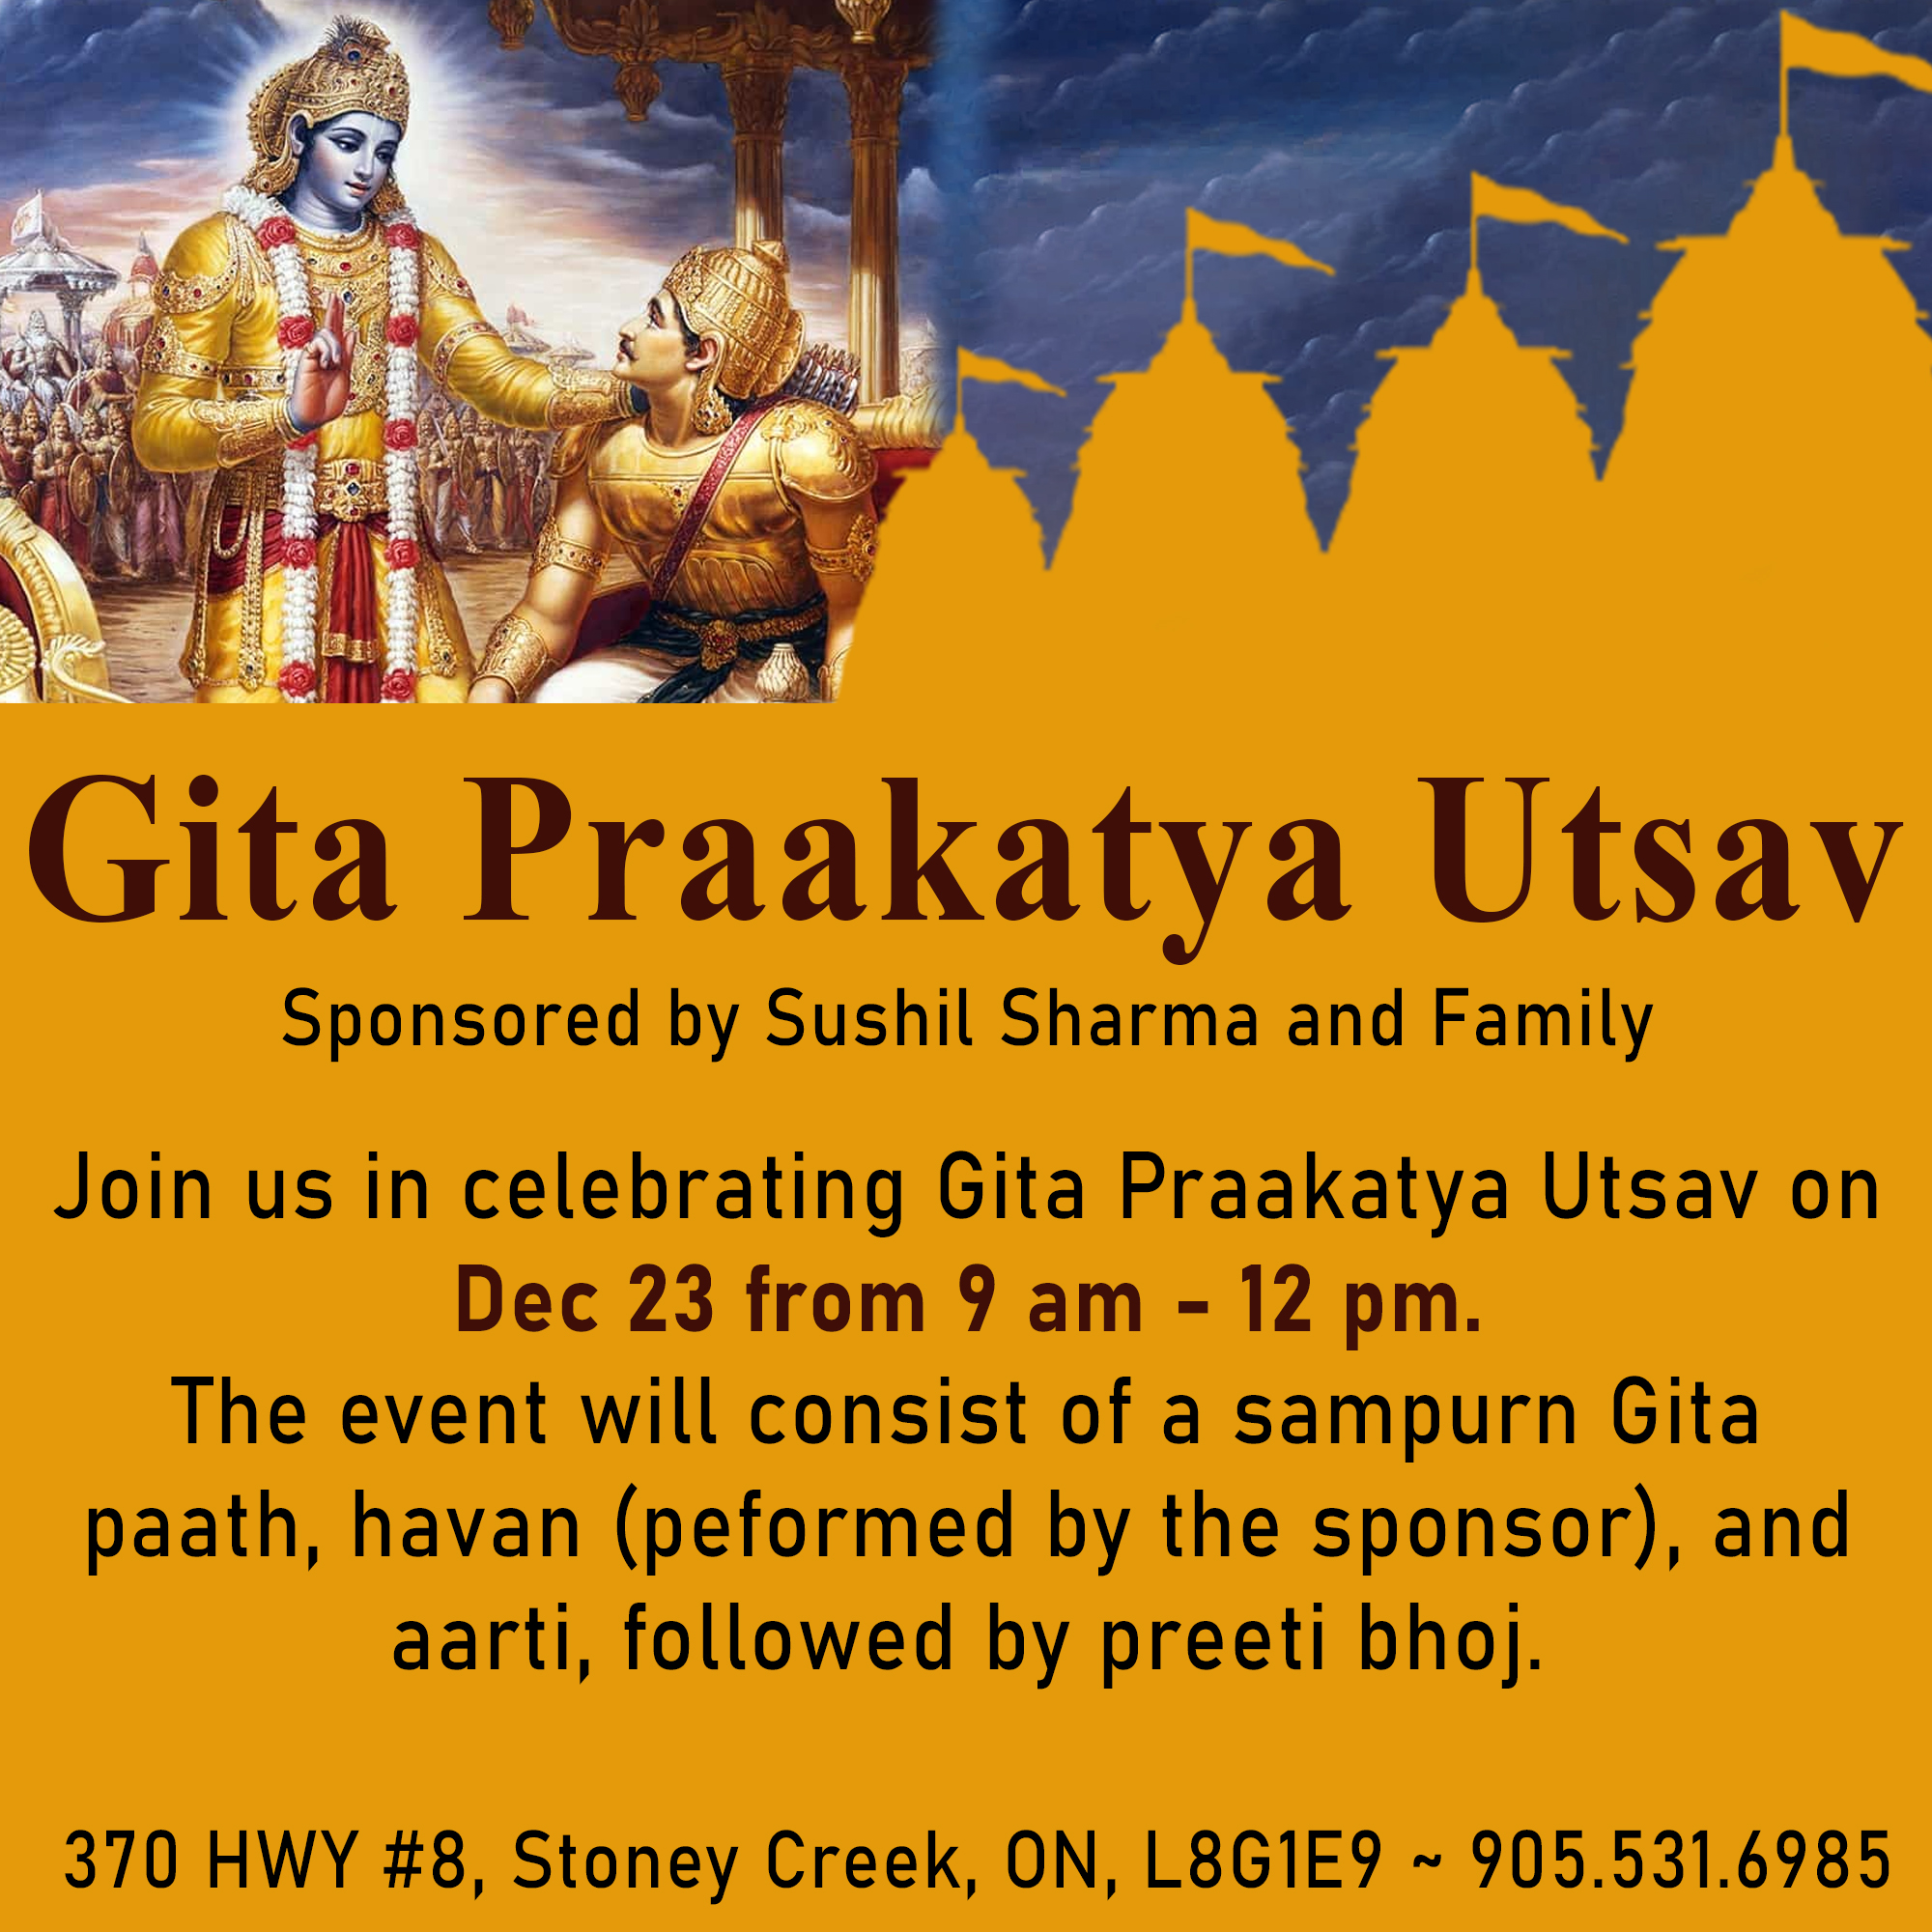 Gita Praakatya Utsav
Sponsored by Sushil Sharma and Family
Join us in celebrating Gita Praakatya Utsav on
Dec 23 from 9 am - 12 pm.
The event will consist of a sampurn Gita
paath, havan (peformed by the sponsor), and
aarti, followed by preeti bhoj.
370 HWY #8, Stoney Creek, ON, L8G1E9 ~ 905.531.6985